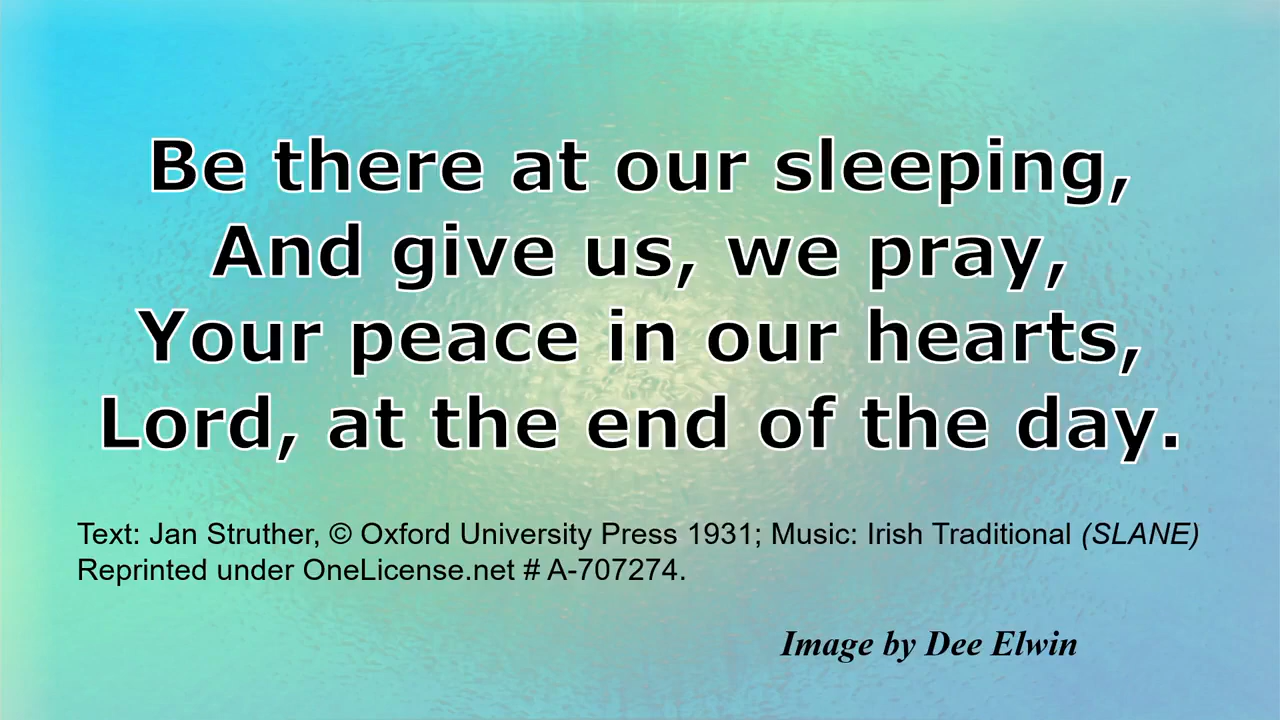 Be there at our sleeping,
And give us, we pray,
Your peace in our hearts,
Lord, at the end of the day.
Text: Jan Struther, © Oxford University Press 1931; Music: Irish Traditional (SLANE)
Reprinted under OneLicense.net # A-707274.
Image by Dee Elwin